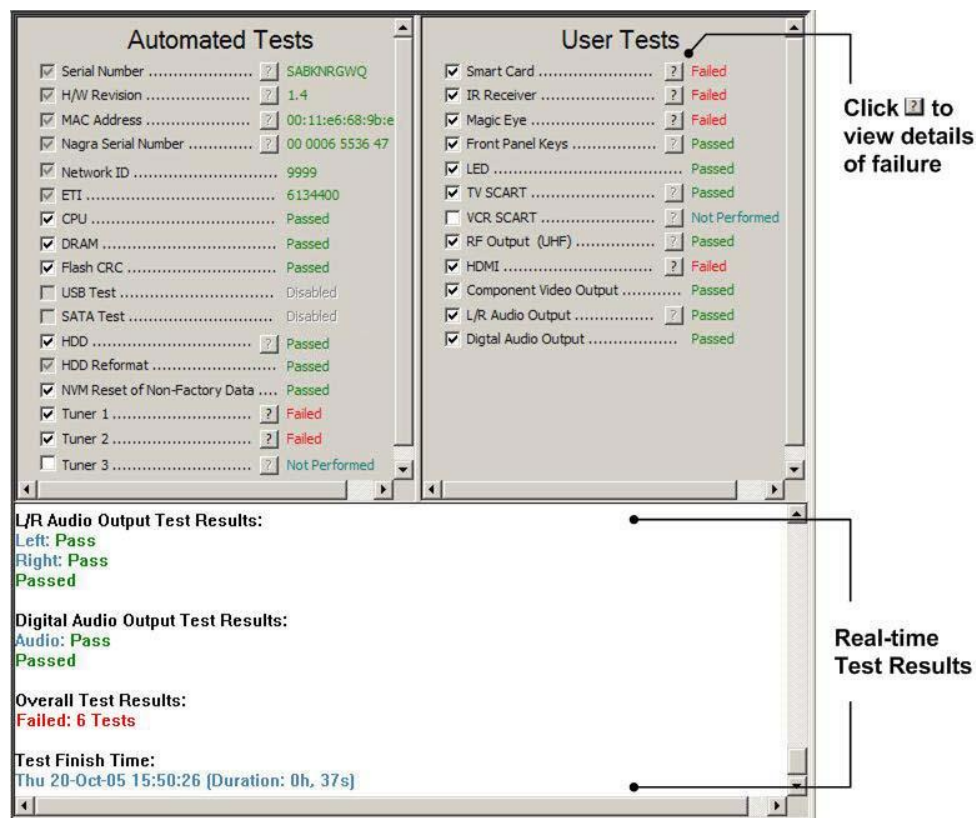 Automated Tests
Serial Number ..................... ? SABKNRGWQ
H/W Revision ...................... ? 1.4
MAC Address ...................... ? 00:11:e6:68:9b:e
Nagra Serial Number ............. ? 00 0006 5536 47
Network ID ............................. 9999
ETI ........................................ 6134400
CPU ........................................ Passed
DRAM ..................................... Passed
Flash CRC ............................... Passed
USB Test ................................ Disabled
SATA Test .............................. Disabled
HDD ................................ ? Passed
HDD Reformat ......................... Passed
NVM Reset of Non-Factory Data .... Passed
Tuner 1 ............................ ? Failed
Tuner 2 ............................ ? Failed
Tuner 3 ............................ ? Not Performed
User Tests
Smart Card ....................... ? Failed
IR Receiver ....................... ? Failed
Magic Eye ......................... ? Failed
Front Panel Keys ................ ? Passed
LED ....................................... Passed
TV SCART ......................... ? Passed
VCR SCART ...................... ? Not Performed
RF Output (UHF) ................ ? Passed
HDMI ................................ ? Failed
Component Video Output ............ Passed
L/R Audio Output ................ ? Passed
Digtal Audio Output .................. Passed
Click ? to
view details
of failure
L/R Audio Output Test Results:
Left: Pass
Right: Pass
Passed
Digital Audio Output Test Results:
Audio: Pass
Passed
Overall Test Results:
Failed: 6 Tests
Test Finish Time:
Thu 20-Oct-05 15:50:26 (Duration: 0h, 37s)
Real-time
Test Results